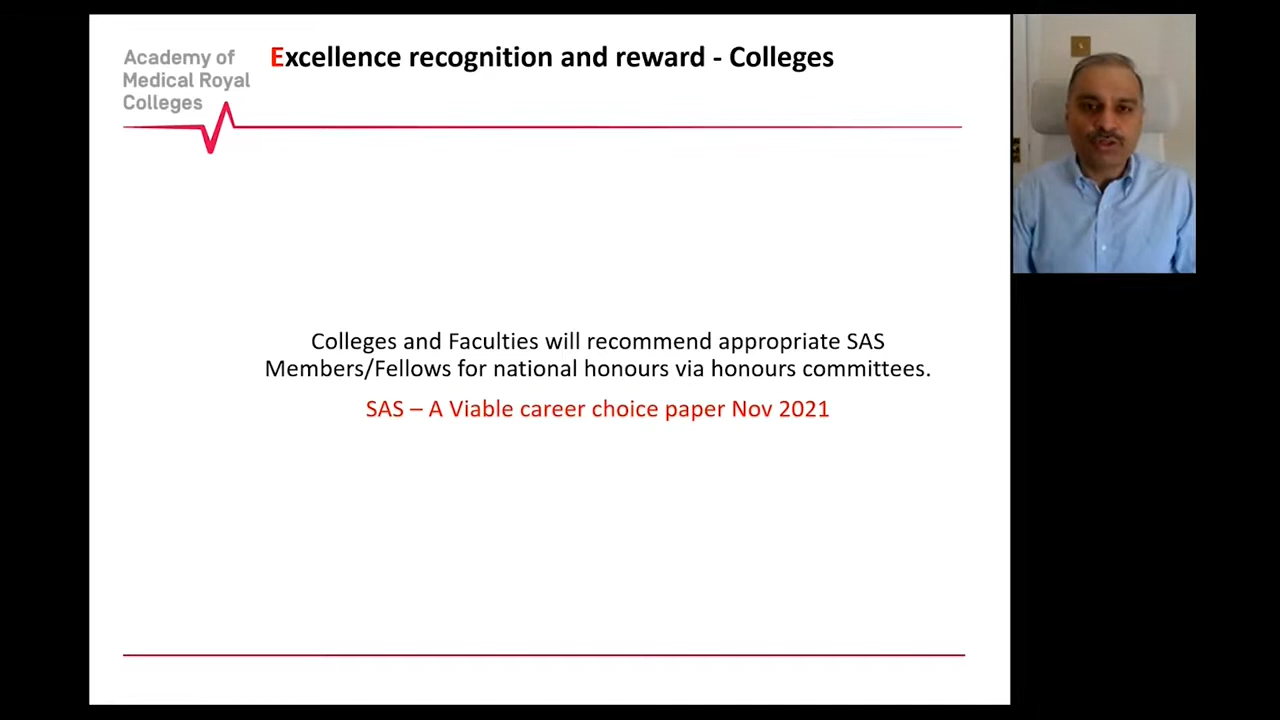 Academy of
Medical Royal
Colleges
Excellence recognition and reward - Colleges
Colleges and Faculties will recommend appropriate SAS
Members/Fellows for national honours via honours committees.
SAS – A Viable career choice paper Nov 2021